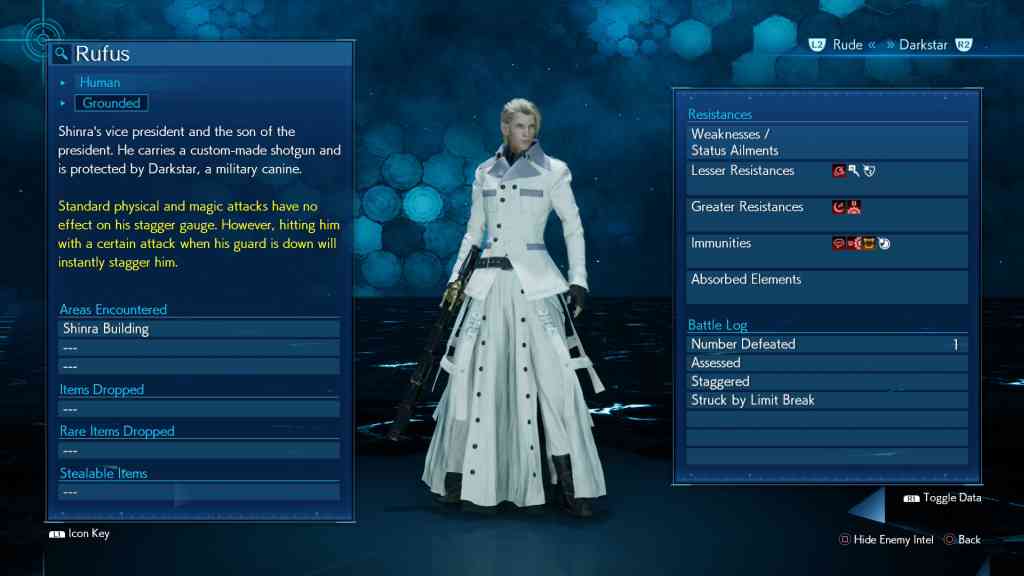 Rufus
Human
Grounded
Shinra's vice president and the son of the
president. He carries a custom-made shotgun and
is protected by Darkstar, a military canine.
Standard physical and magic attacks have no
effect on his stagger gauge. However, hitting him
with a certain attack when his guard is down will
instantly stagger him.
Areas Encountered
Shinra Building
---
---
Items Dropped
---
Rare Items Dropped
---
Stealable Items
---
L1 Icon Key
L2 Rude « » Darkstar R2
Resistances
Weaknesses /
Status Ailments
Lesser Resistances
Greater Resistances
Immunities
Absorbed Elements
Battle Log
Number Defeated 1
Assessed
Staggered
Struck by Limit Break
R1 Toggle Data
Hide Enemy Intel Back